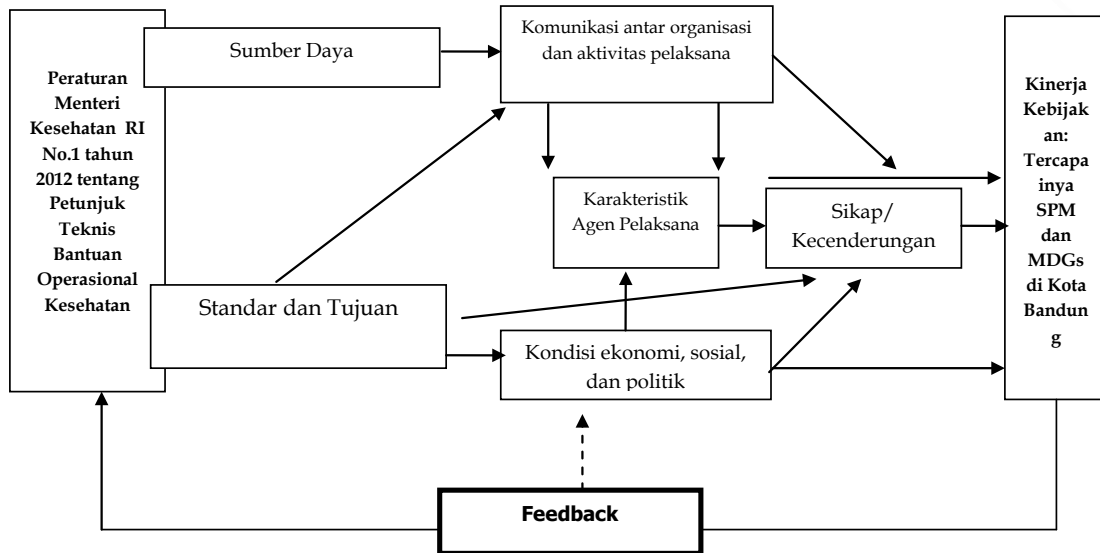 Peraturan
Menteri
Kesehatan RI
No.1 tahun
2012 tentang
Petunjuk
Teknis
Bantuan
Operasional
Kesehatan
Sumber Daya
Standar dan Tujuan
Komunikasi antar organisasi
dan aktivitas pelaksana
Karakteristik
Agen Pelaksana
Sikap/
Kecenderungan
Kondisi ekonomi, sosial,
dan politik
Kinerja
Kebijak
an:
Tercapa
inya
SPM
dan
MDGs
di Kota
Bandun
g
Feedback